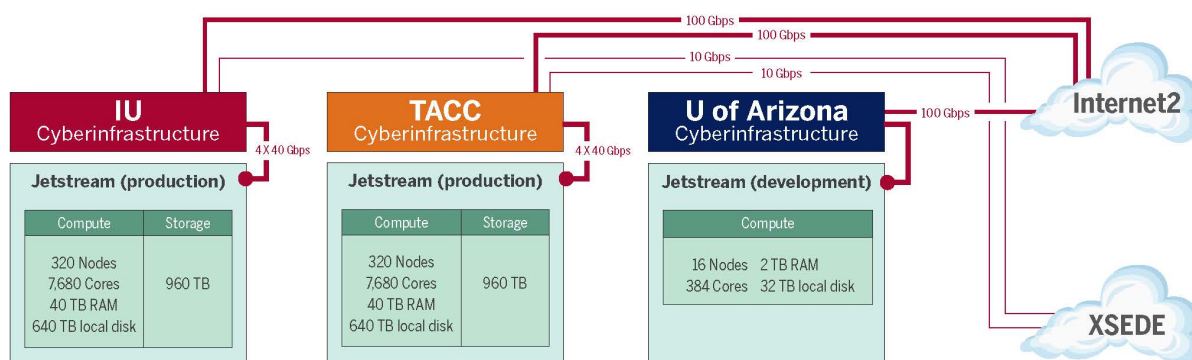 100 Gbps
100 Gbps
10 Gbps
10 Gbps
IU
Cyberinfrastructure
TACC
Cyberinfrastructure
U of Arizona
Cyberinfrastructure
100 Gbps
Internet2
4 X 40 Gbps
4 X 40 Gbps
Jetstream (production)
Compute
Storage
320 Nodes
7,680 Cores
40 TB RAM
640 TB local disk
960 TB
Jetstream (production)
Compute
Storage
320 Nodes
7,680 Cores
40 TB RAM
640 TB local disk
960 TB
Jetstream (development)
Compute
16 Nodes 2 TB RAM
384 Cores 32 TB local disk
XSEDE